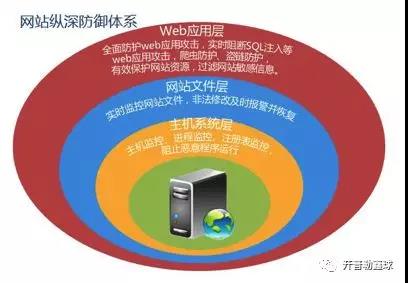 网站纵深防御体系
Web应用层
全面防护web应用攻击，实时阻断SQL注入等
web应用攻击，爬虫防护、盗链防护，
有效保护网站资源，过滤网站敏感信息。
网站文件层
实时监控网站文件，非法修改及时报警并恢复
主机系统层
主机监控、进程监控、注册表监控，
阻止恶意程序运行
开普勒星球